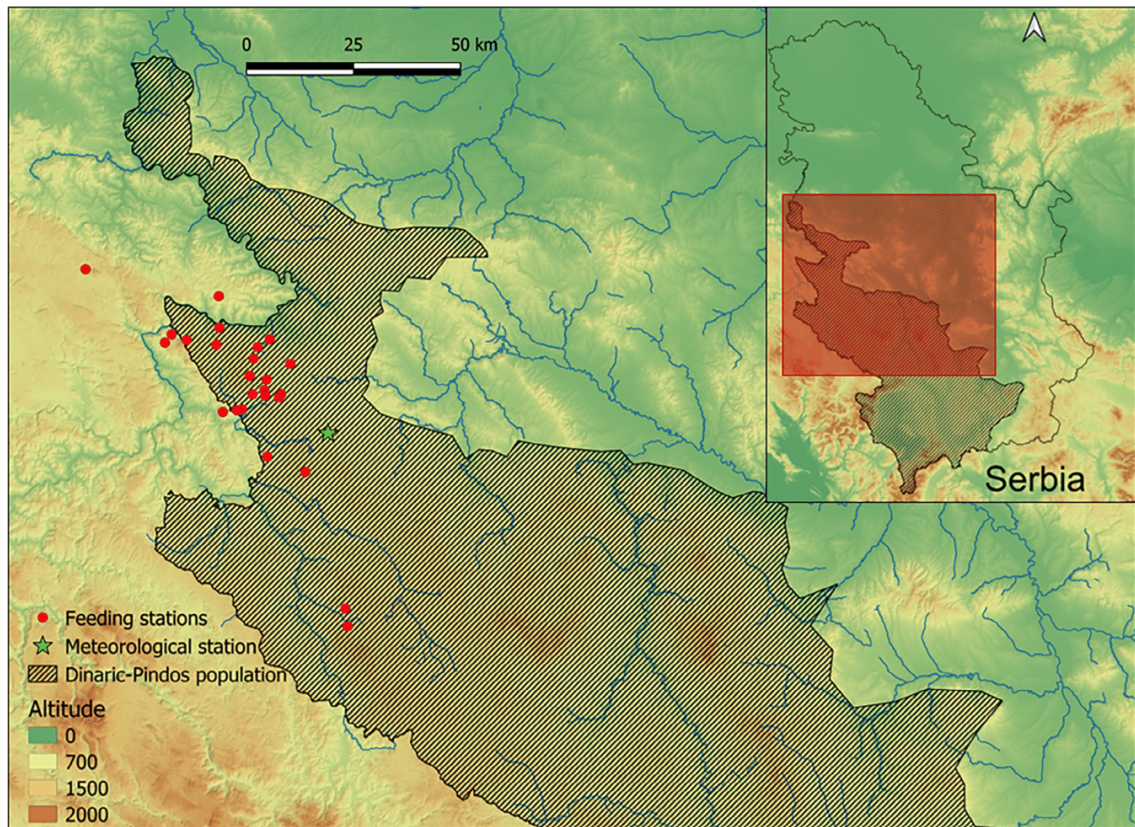 0 25 50 km
Serbia
Feeding stations
Meteorological station
Dinaric-Pindos population
Altitude
0
700
1500
2000